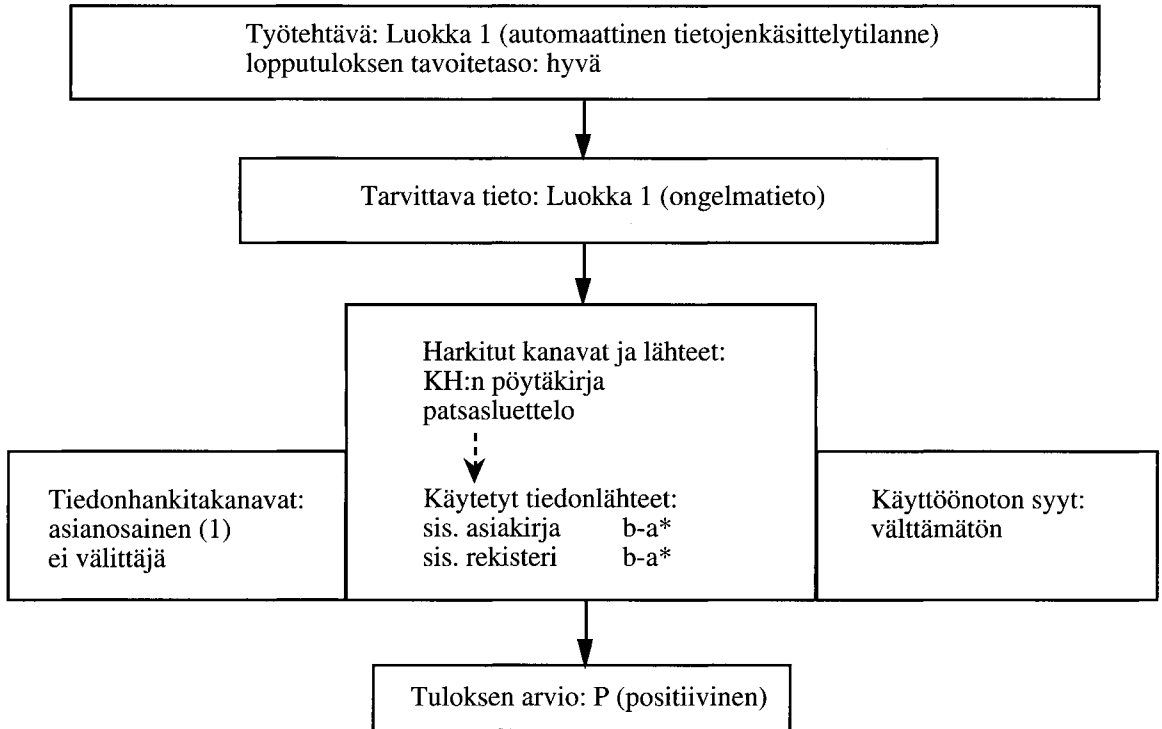 Työtehtävä: Luokka 1 (automaattinen tietojenkäsittelytilanne)
lopputuloksen tavoitetaso: hyvä
Tarvittava tieto: Luokka 1 (ongelmatieto)
Harkitut kanavat ja lähteet:
KH:n pöytäkirja
patsasluettelo
Tiedonhankitakanavat:
asianosainen (1)
ei välittäjä
Käytetyt tiedonlähteet:
sis. asiakirja b-a*
sis. rekisteri b-a*
Käyttöönoton syyt:
välttämätön
Tuloksen arvio: P (positiivinen)